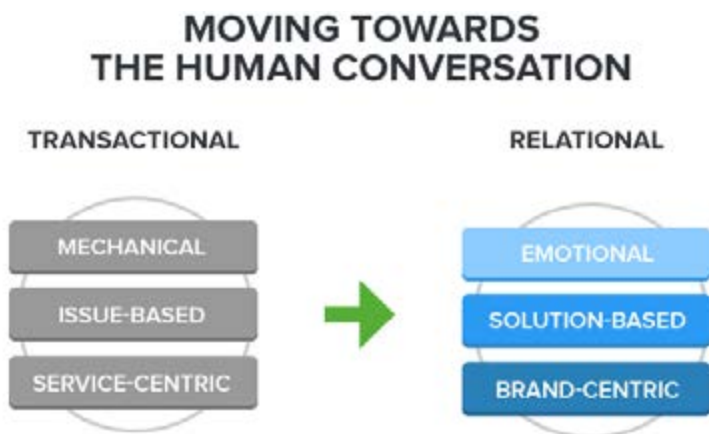 MOVING TOWARDS
THE HUMAN CONVERSATION
TRANSACTIONAL
MECHANICAL
ISSUE-BASED
SERVICE-CENTRIC
RELATIONAL
EMOTIONAL
SOLUTION-BASED
BRAND-CENTRIC